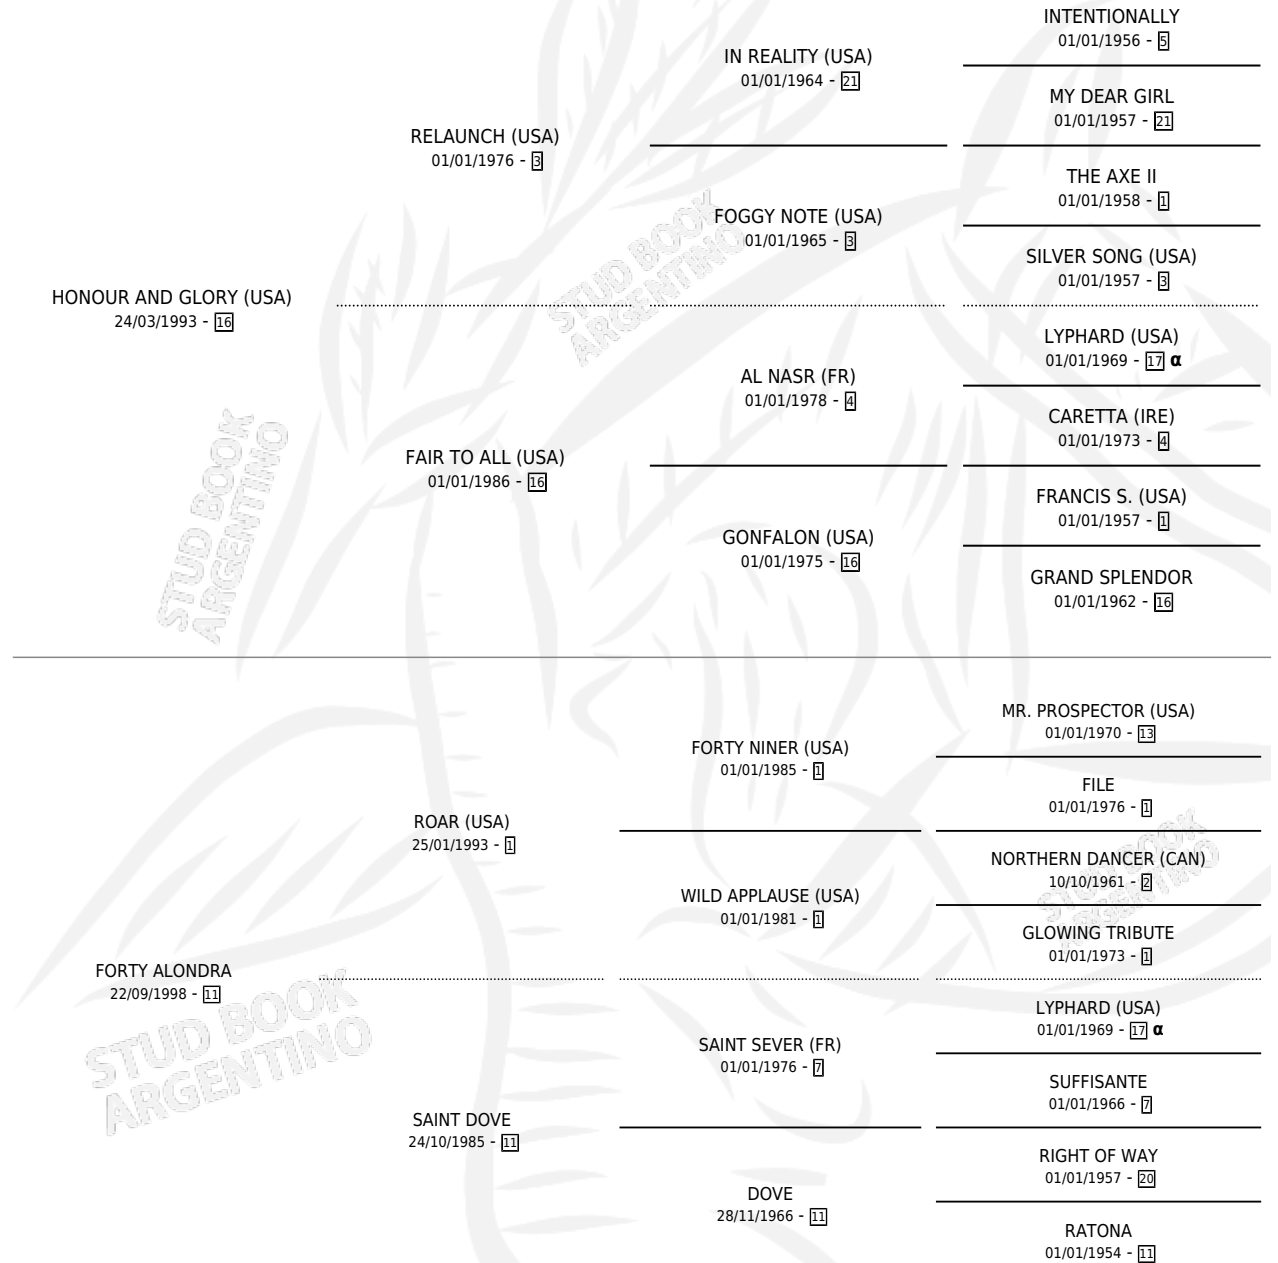 INTENTIONALLY
01/01/1956 - 5
IN REALITY (USA)
01/01/1964 - 21
MY DEAR GIRL
01/01/1957 - 21
RELAUNCH (USA)
01/01/1976 - 3
THE AXE II
01/01/1958 - 1
FOGGY NOTE (USA)
01/01/1965 - 3
SILVER SONG (USA)
01/01/1957 - 3
HONOUR AND GLORY (USA)
24/03/1993 - 16
LYPHARD (USA)
01/01/1969 - 17 α
AL NASR (FR)
01/01/1978 - 4
CARETTA (IRE)
01/01/1973 - 4
FAIR TO ALL (USA)
01/01/1986 - 16
FRANCIS S. (USA)
01/01/1957 - 1
GONFALON (USA)
01/01/1975 - 16
GRAND SPLENDOR
01/01/1962 - 16
MR. PROSPECTOR (USA)
01/01/1970 - 13
FORTY NINER (USA)
01/01/1985 - 1
FILE
01/01/1976 - 1
ROAR (USA)
25/01/1993 - 1
NORTHERN DANCER (CAN)
10/10/1961 - 2
WILD APPLAUSE (USA)
01/01/1981 - 1
GLOWING TRIBUTE
01/01/1973 - 1
FORTY ALONDRA
22/09/1998 - 11
LYPHARD (USA)
01/01/1969 - 17 α
SAINT SEVER (FR)
01/01/1976 - 7
SUFFISANTE
01/01/1966 - 7
SAINT DOVE
24/10/1985 - 11
RIGHT OF WAY
01/01/1957 - 20
DOVE
28/11/1966 - 11
RATONA
01/01/1954 - 11
STUD BOOK
ARGENTINO
STUD BOOK
ARGENTINO
STUD BOOK
ARGENTINO
STUD BOOK
ARGENTINO